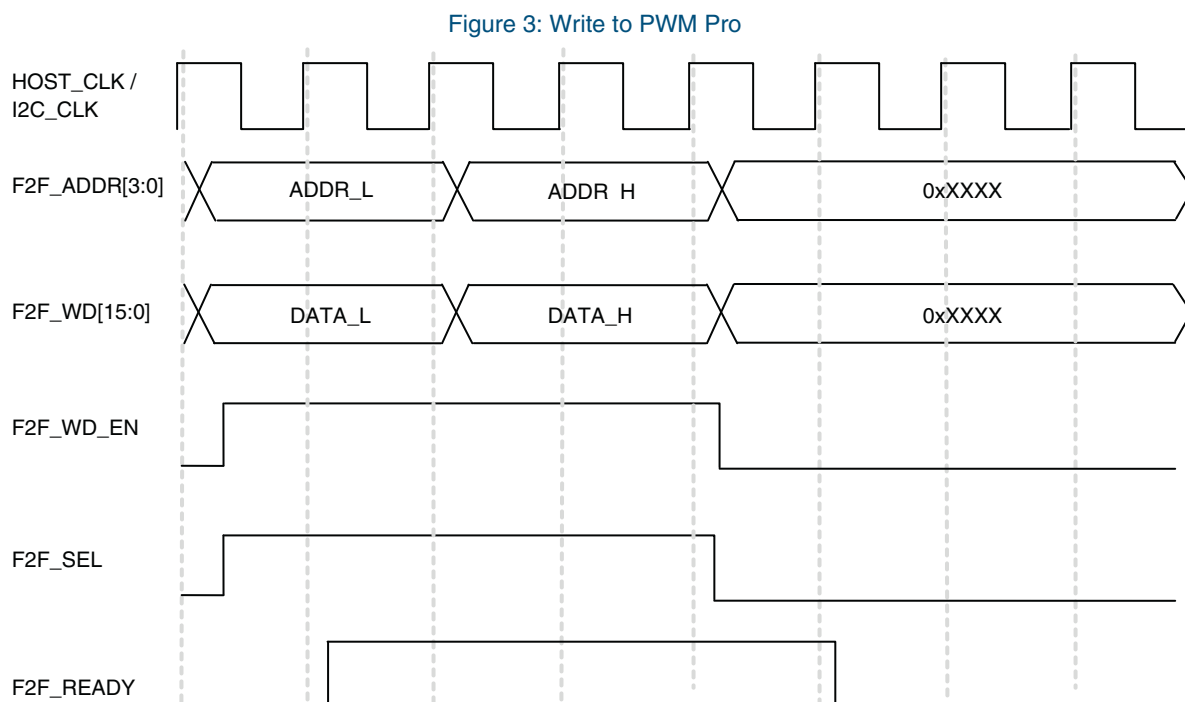 Figure 3: Write to PWM Pro
HOST_CLK /
I2C_CLK
F2F_ADDR[3:0]
ADDR_L
ADDR H
0xXXXX
F2F_WD[15:0]
DATA_L
DATA_H
0xXXXX
F2F_WD_EN
F2F_SEL
F2F_READY